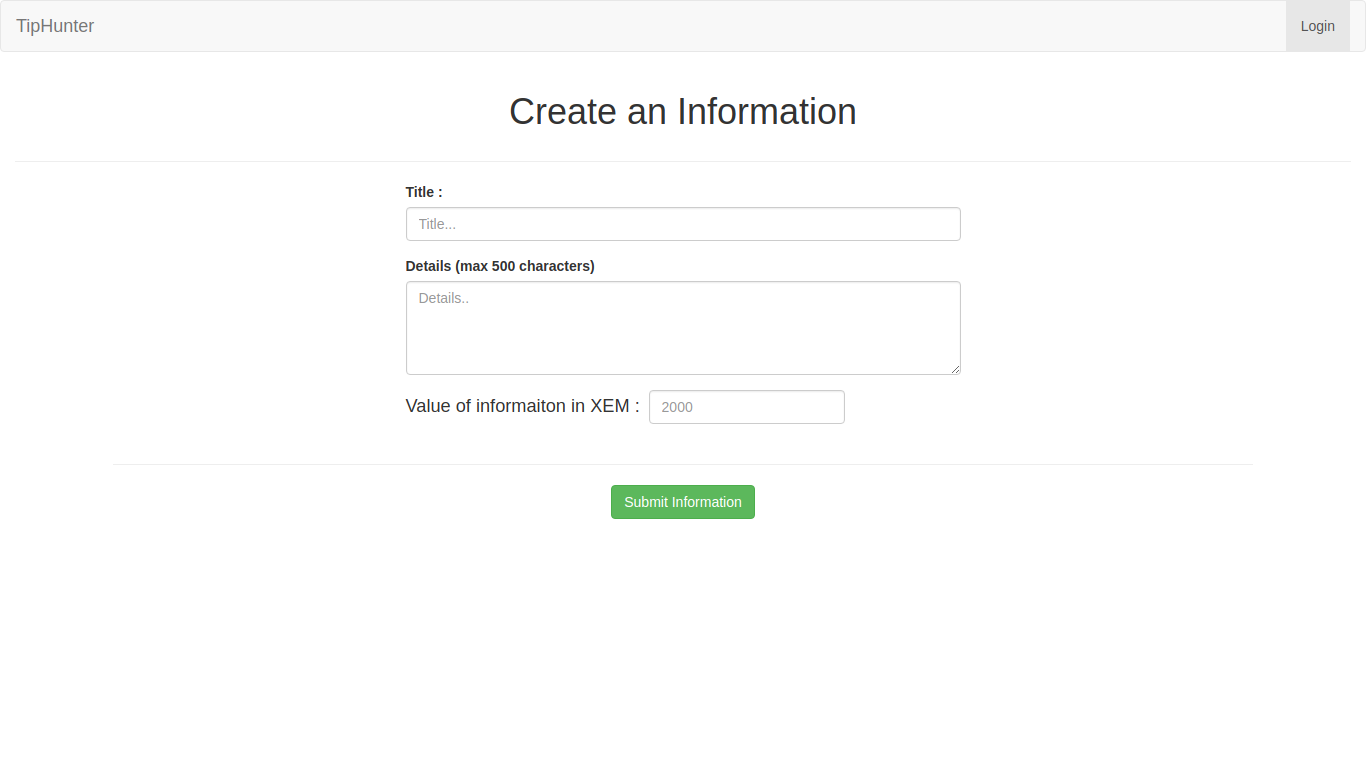 TipHunter
Login
Create an Information
Title :
Title...
Details (max 500 characters)
Details..
Value of informaiton in XEM :
2000
Submit Information